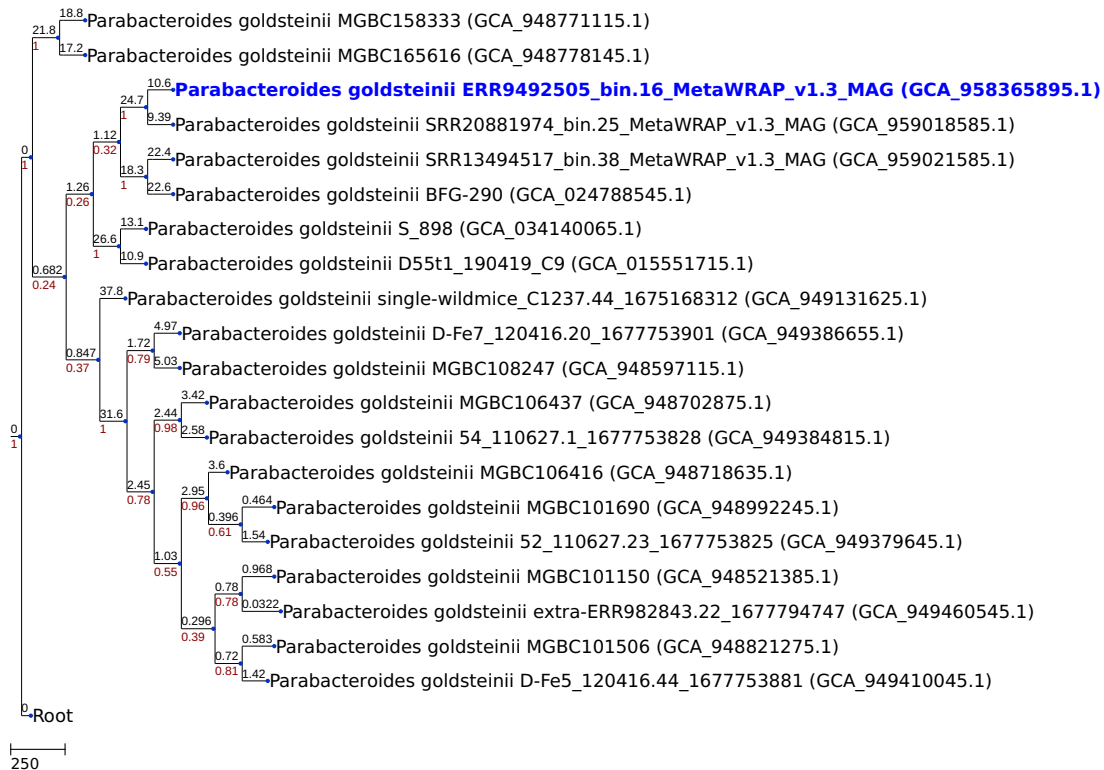 18.8 Parabacteroides goldsteinii MGBC158333 (GCA_948771115.1)
21.8
1
17.2 Parabacteroides goldsteinii MGBC165616 (GCA_948778145.1)
10.6 Parabacteroides goldsteinii ERR9492505_bin.16_MetaWRAP_v1.3_MAG (GCA_958365895.1)
24.7
1
9.39 Parabacteroides goldsteinii SRR20881974_bin.25_MetaWRAP_v1.3_MAG (GCA_959018585.1)
1.12
0.32
0
1
22.4 Parabacteroides goldsteinii SRR13494517_bin.38_MetaWRAP_v1.3_MAG (GCA_959021585.1)
18.3
1
22.6 Parabacteroides goldsteinii BFG-290 (GCA_024788545.1)
1.26
0.26
13.1 Parabacteroides goldsteinii S_898 (GCA_034140065.1)
26.6
1
10.9 Parabacteroides goldsteinii D55t1_190419_C9 (GCA_015551715.1)
0.682
0.24
37.8 Parabacteroides goldsteinii single-wildmice_C1237.44_1675168312 (GCA_949131625.1)
4.97 Parabacteroides goldsteinii D-Fe7_120416.20_1677753901 (GCA_949386655.1)
1.72
0.79
0.847
0.37
5.03 Parabacteroides goldsteinii MGBC108247 (GCA_948597115.1)
3.42 Parabacteroides goldsteinii MGBC106437 (GCA_948702875.1)
31.6
1
2.44
0.98
0
1
2.58 Parabacteroides goldsteinii 54_110627.1_1677753828 (GCA_949384815.1)
3.6 Parabacteroides goldsteinii MGBC106416 (GCA_948718635.1)
2.45
0.78
2.95
0.96
0.464 Parabacteroides goldsteinii MGBC101690 (GCA_948992245.1)
0.396
0.61
1.54 Parabacteroides goldsteinii 52_110627.23_1677753825 (GCA_949379645.1)
1.03
0.55
0.968 Parabacteroides goldsteinii MGBC101150 (GCA_948521385.1)
0.78
0.78
0.0322 Parabacteroides goldsteinii extra-ERR982843.22_1677794747 (GCA_949460545.1)
0.296
0.39
0.583 Parabacteroides goldsteinii MGBC101506 (GCA_948821275.1)
0.72
0.81
1.42 Parabacteroides goldsteinii D-Fe5_120416.44_1677753881 (GCA_949410045.1)
0 Root
250